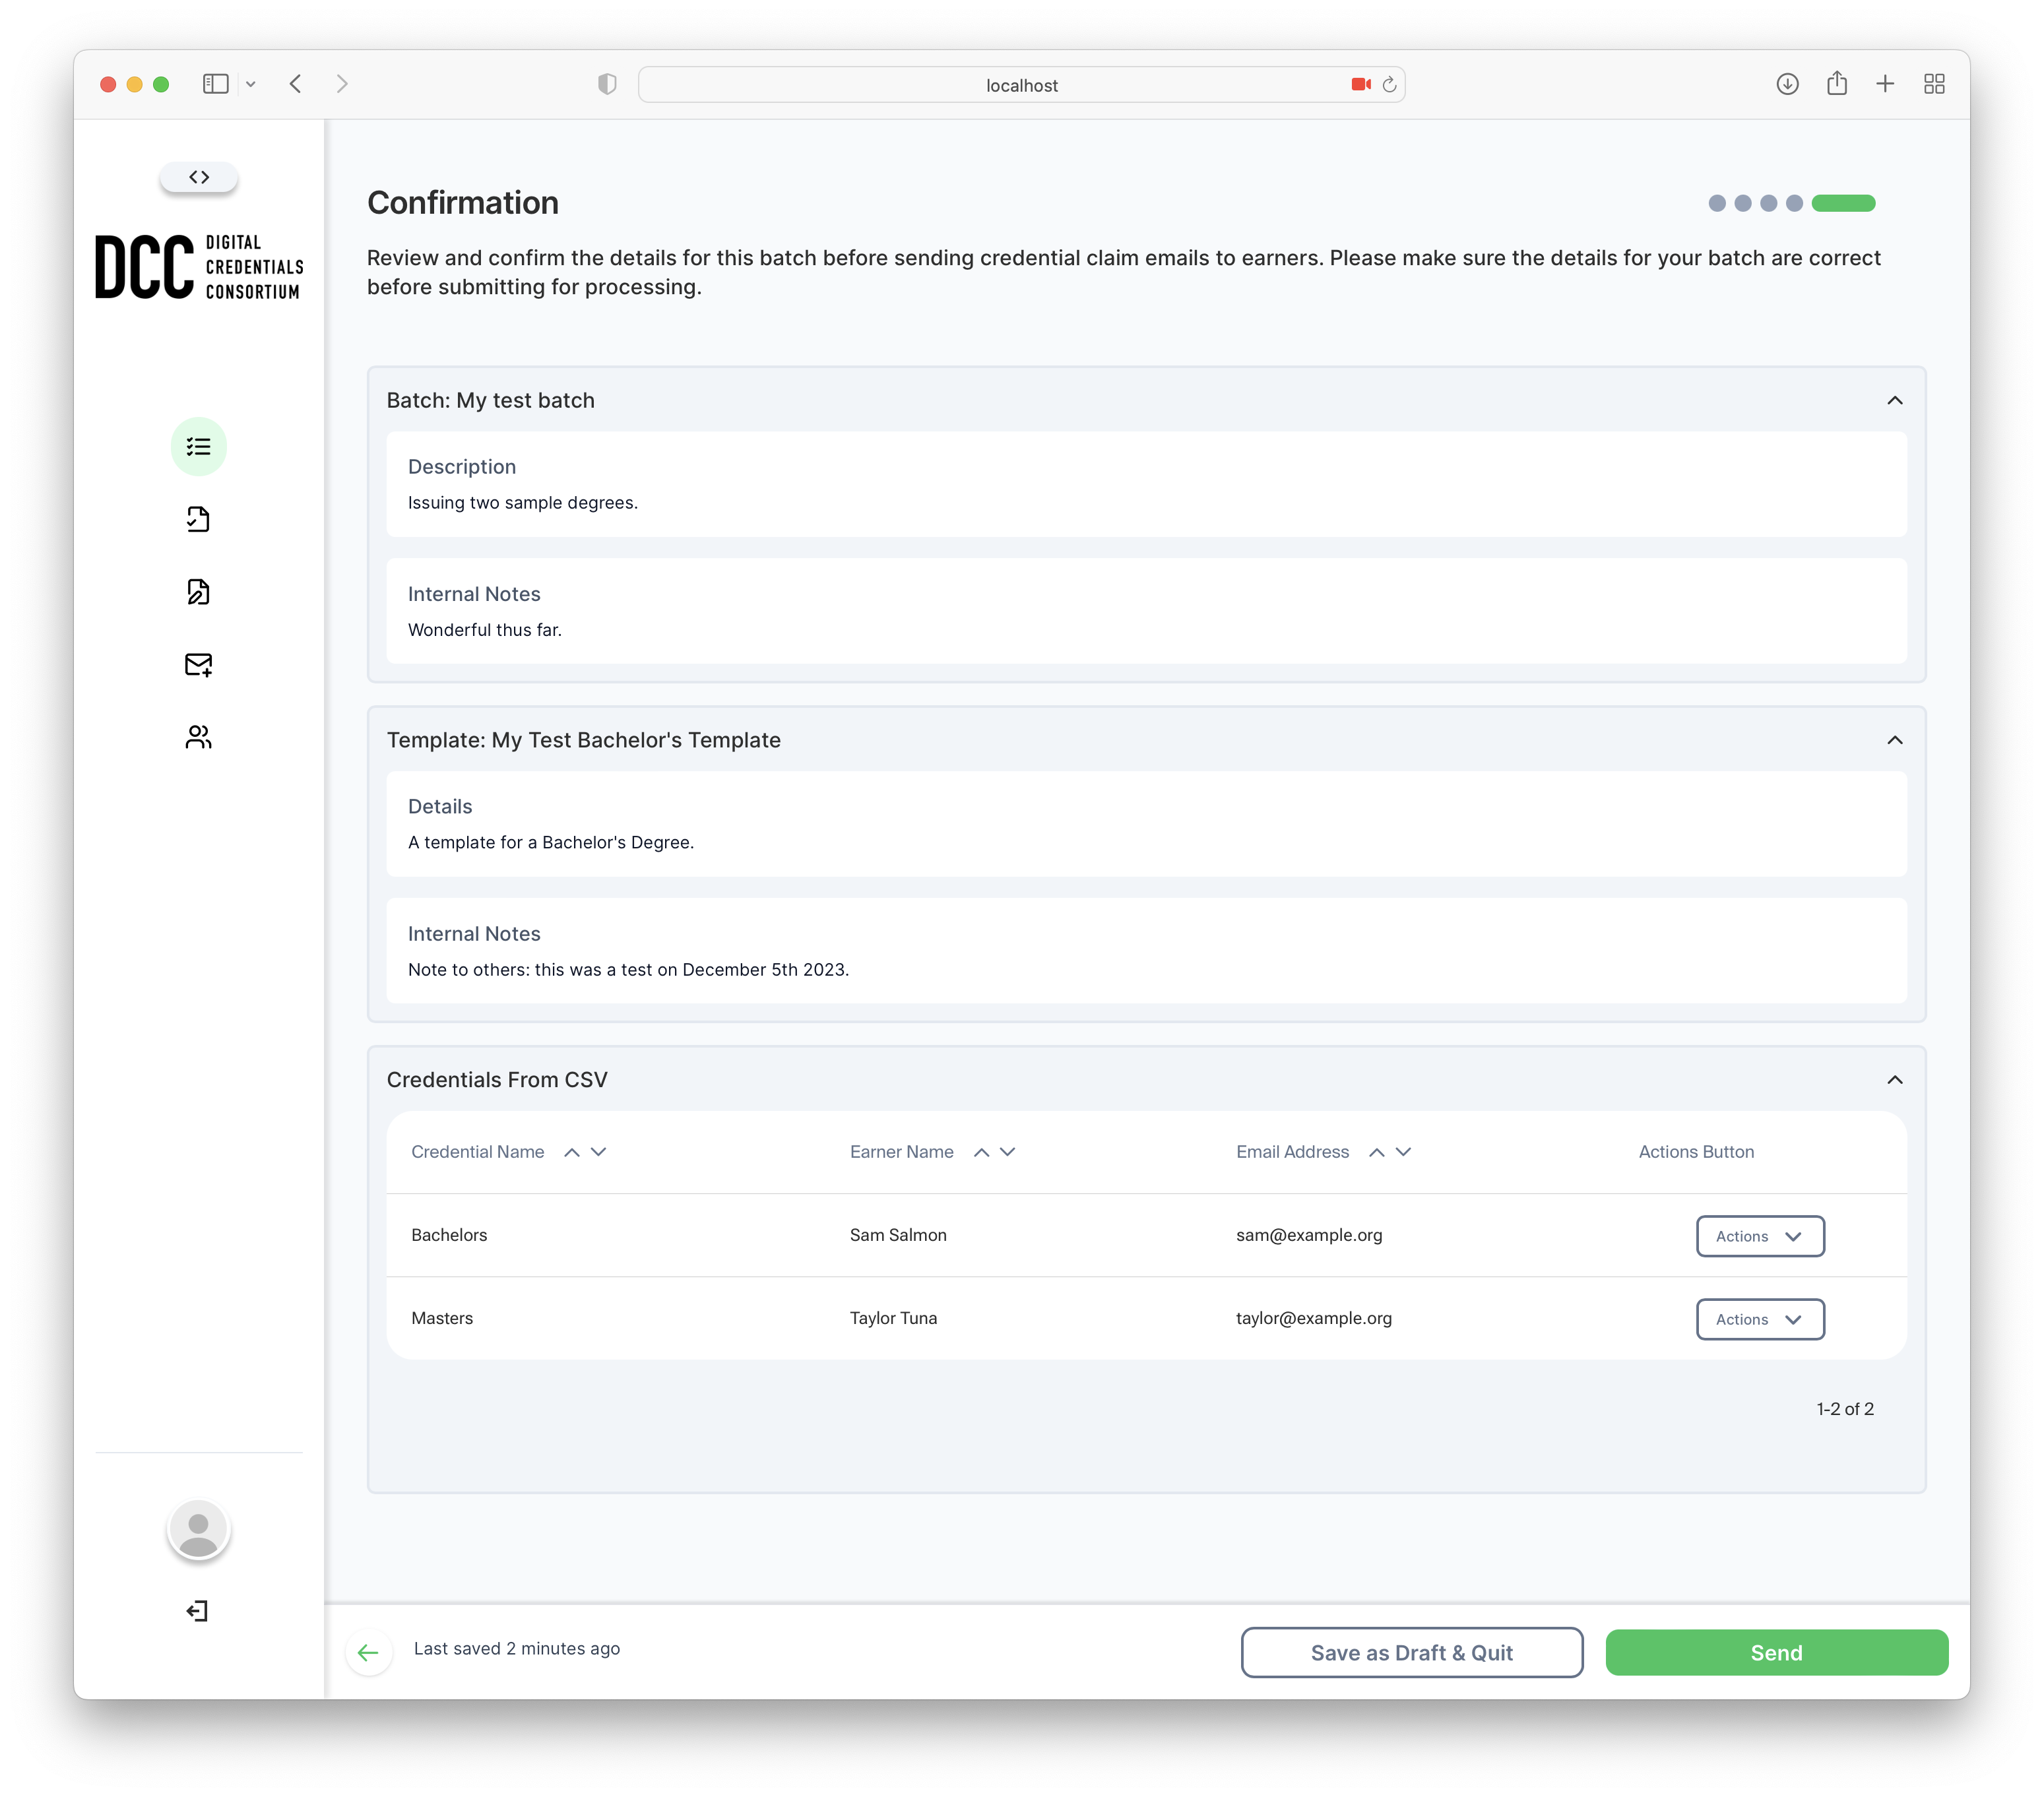 localhost
DCC DIGITAL
CREDENTIALS
CONSORTIUM
Confirmation
Review and confirm the details for this batch before sending credential claim emails to earners. Please make sure the details for your batch are correct
before submitting for processing.
Batch: My test batch
Description
Issuing two sample degrees.
Internal Notes
Wonderful thus far.
Template: My Test Bachelor's Template
Details
A template for a Bachelor's Degree.
Internal Notes
Note to others: this was a test on December 5th 2023.
Credentials From CSV
Credential Name Earner Name Email Address Actions Button
Bachelors Sam Salmon sam@example.org Actions
Masters Taylor Tuna taylor@example.org Actions
1-2 of 2
Last saved 2 minutes ago Save as Draft & Quit Send